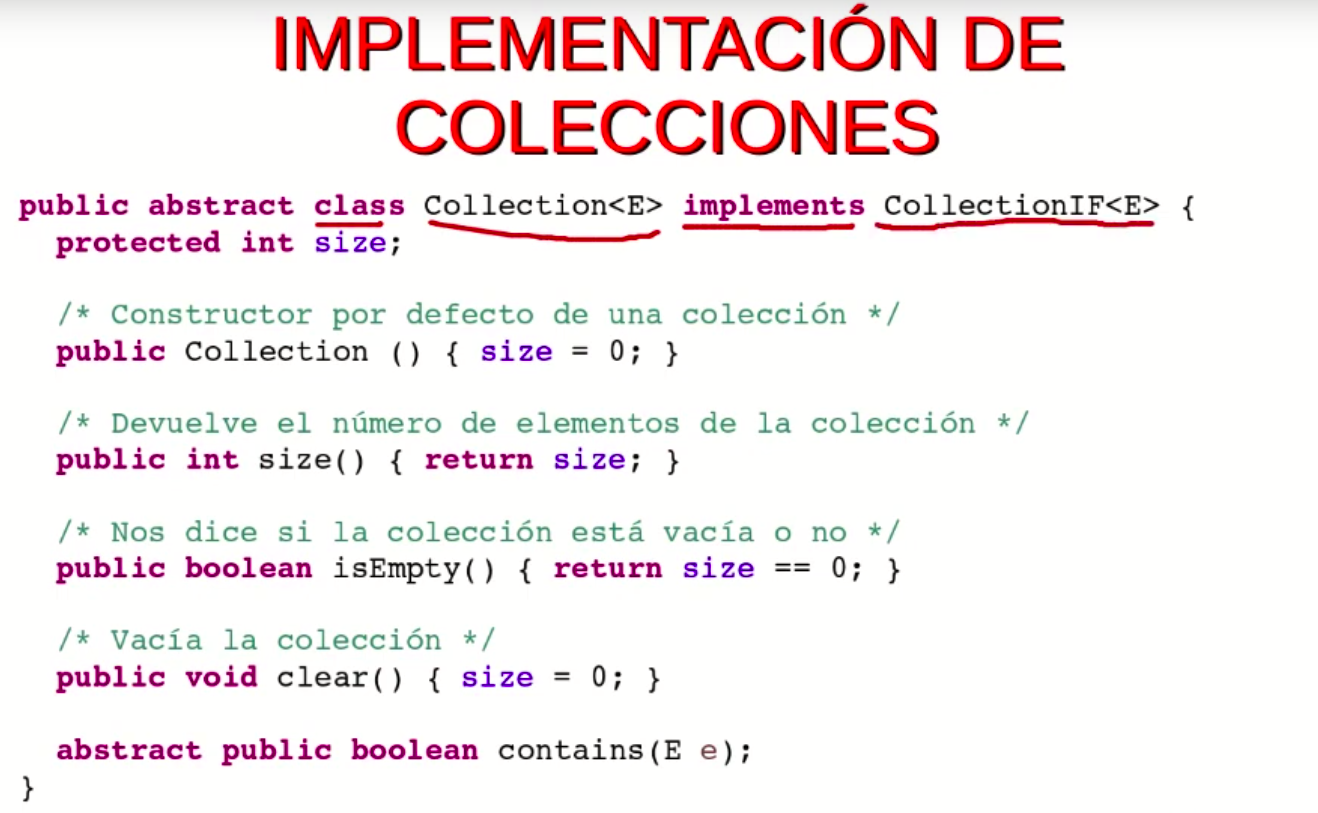 IMPLEMENTACIÓN DE
COLECCIONES
public abstract class Collection<E> implements CollectionIF<E> {
protected int size;
/* Constructor por defecto de una colección */
public Collection () { size = 0; }
/* Devuelve el número de elementos de la colección */
public int size() { return size; }
/* Nos dice si la colección está vacía o no */
public boolean isEmpty() { return size == 0; }
/* Vacía la colección */
public void clear() { size = 0; }
abstract public boolean contains(E e);
}